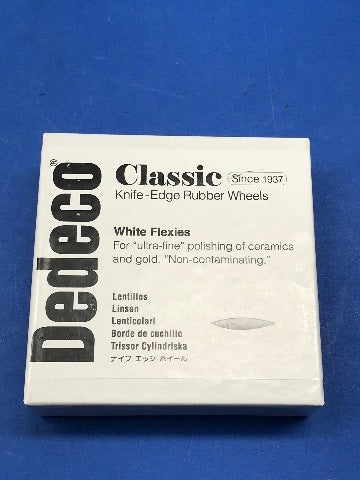 Dedeco®
Classic Since 1937
Knife-Edge Rubber Wheels
White Flexies
For "ultra-fine" polishing of ceramics
and gold. "Non-contaminating."
Lentilles
Linsen
Lenticolari
Borde de cuchillo
Trissor Cylindriska
ナイフ エッジ ホイール